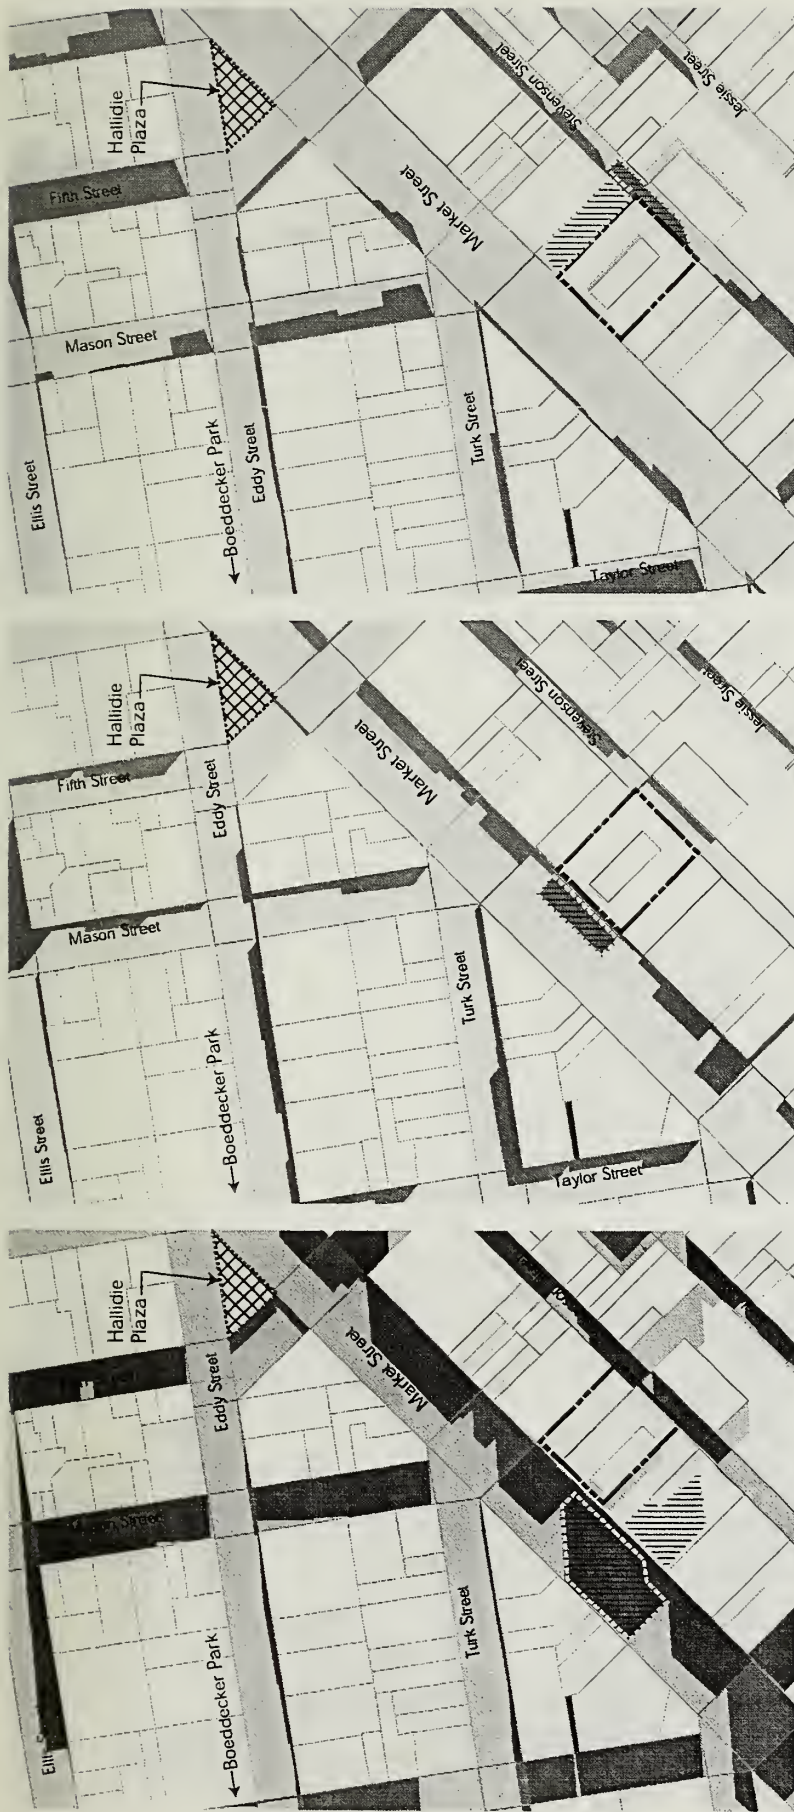 Hallidie
Plaza
Fifth Street
Mason Street
Ellis Street
Boeddecker Park
Eddy Street
Turk Street
Taylor Street
Market Street
Stevenson Street
Jessie Street
Hallidie
Plaza
Fifth Street
Eddy Street
Mason Street
Ellis Street
Boeddecker Park
Turk Street
Taylor Street
Market Street
Stevenson Street
Jessie Street
Hallidie
Plaza
Eddy Street
Market Street
Boeddecker Park
Turk Street